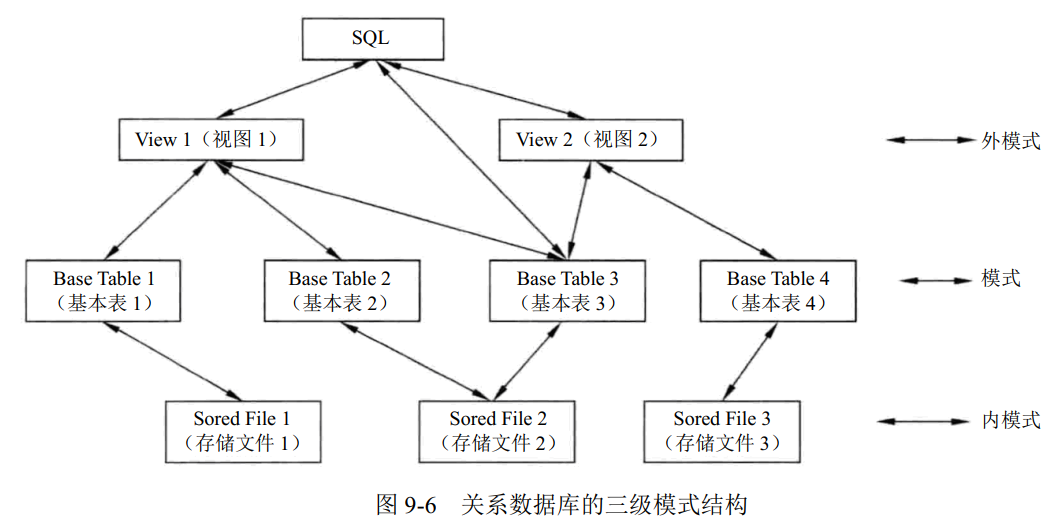 SQL
View 1（视图 1）
View 2（视图 2）
外模式
Base Table 1
（基本表 1）
Base Table 2
（基本表 2）
Base Table 3
（基本表 3）
Base Table 4
（基本表 4）
模式
Sored File 1
（存储文件 1）
Sored File 2
（存储文件 2）
Sored File 3
（存储文件 3）
内模式
图 9-6 关系数据库的三级模式结构